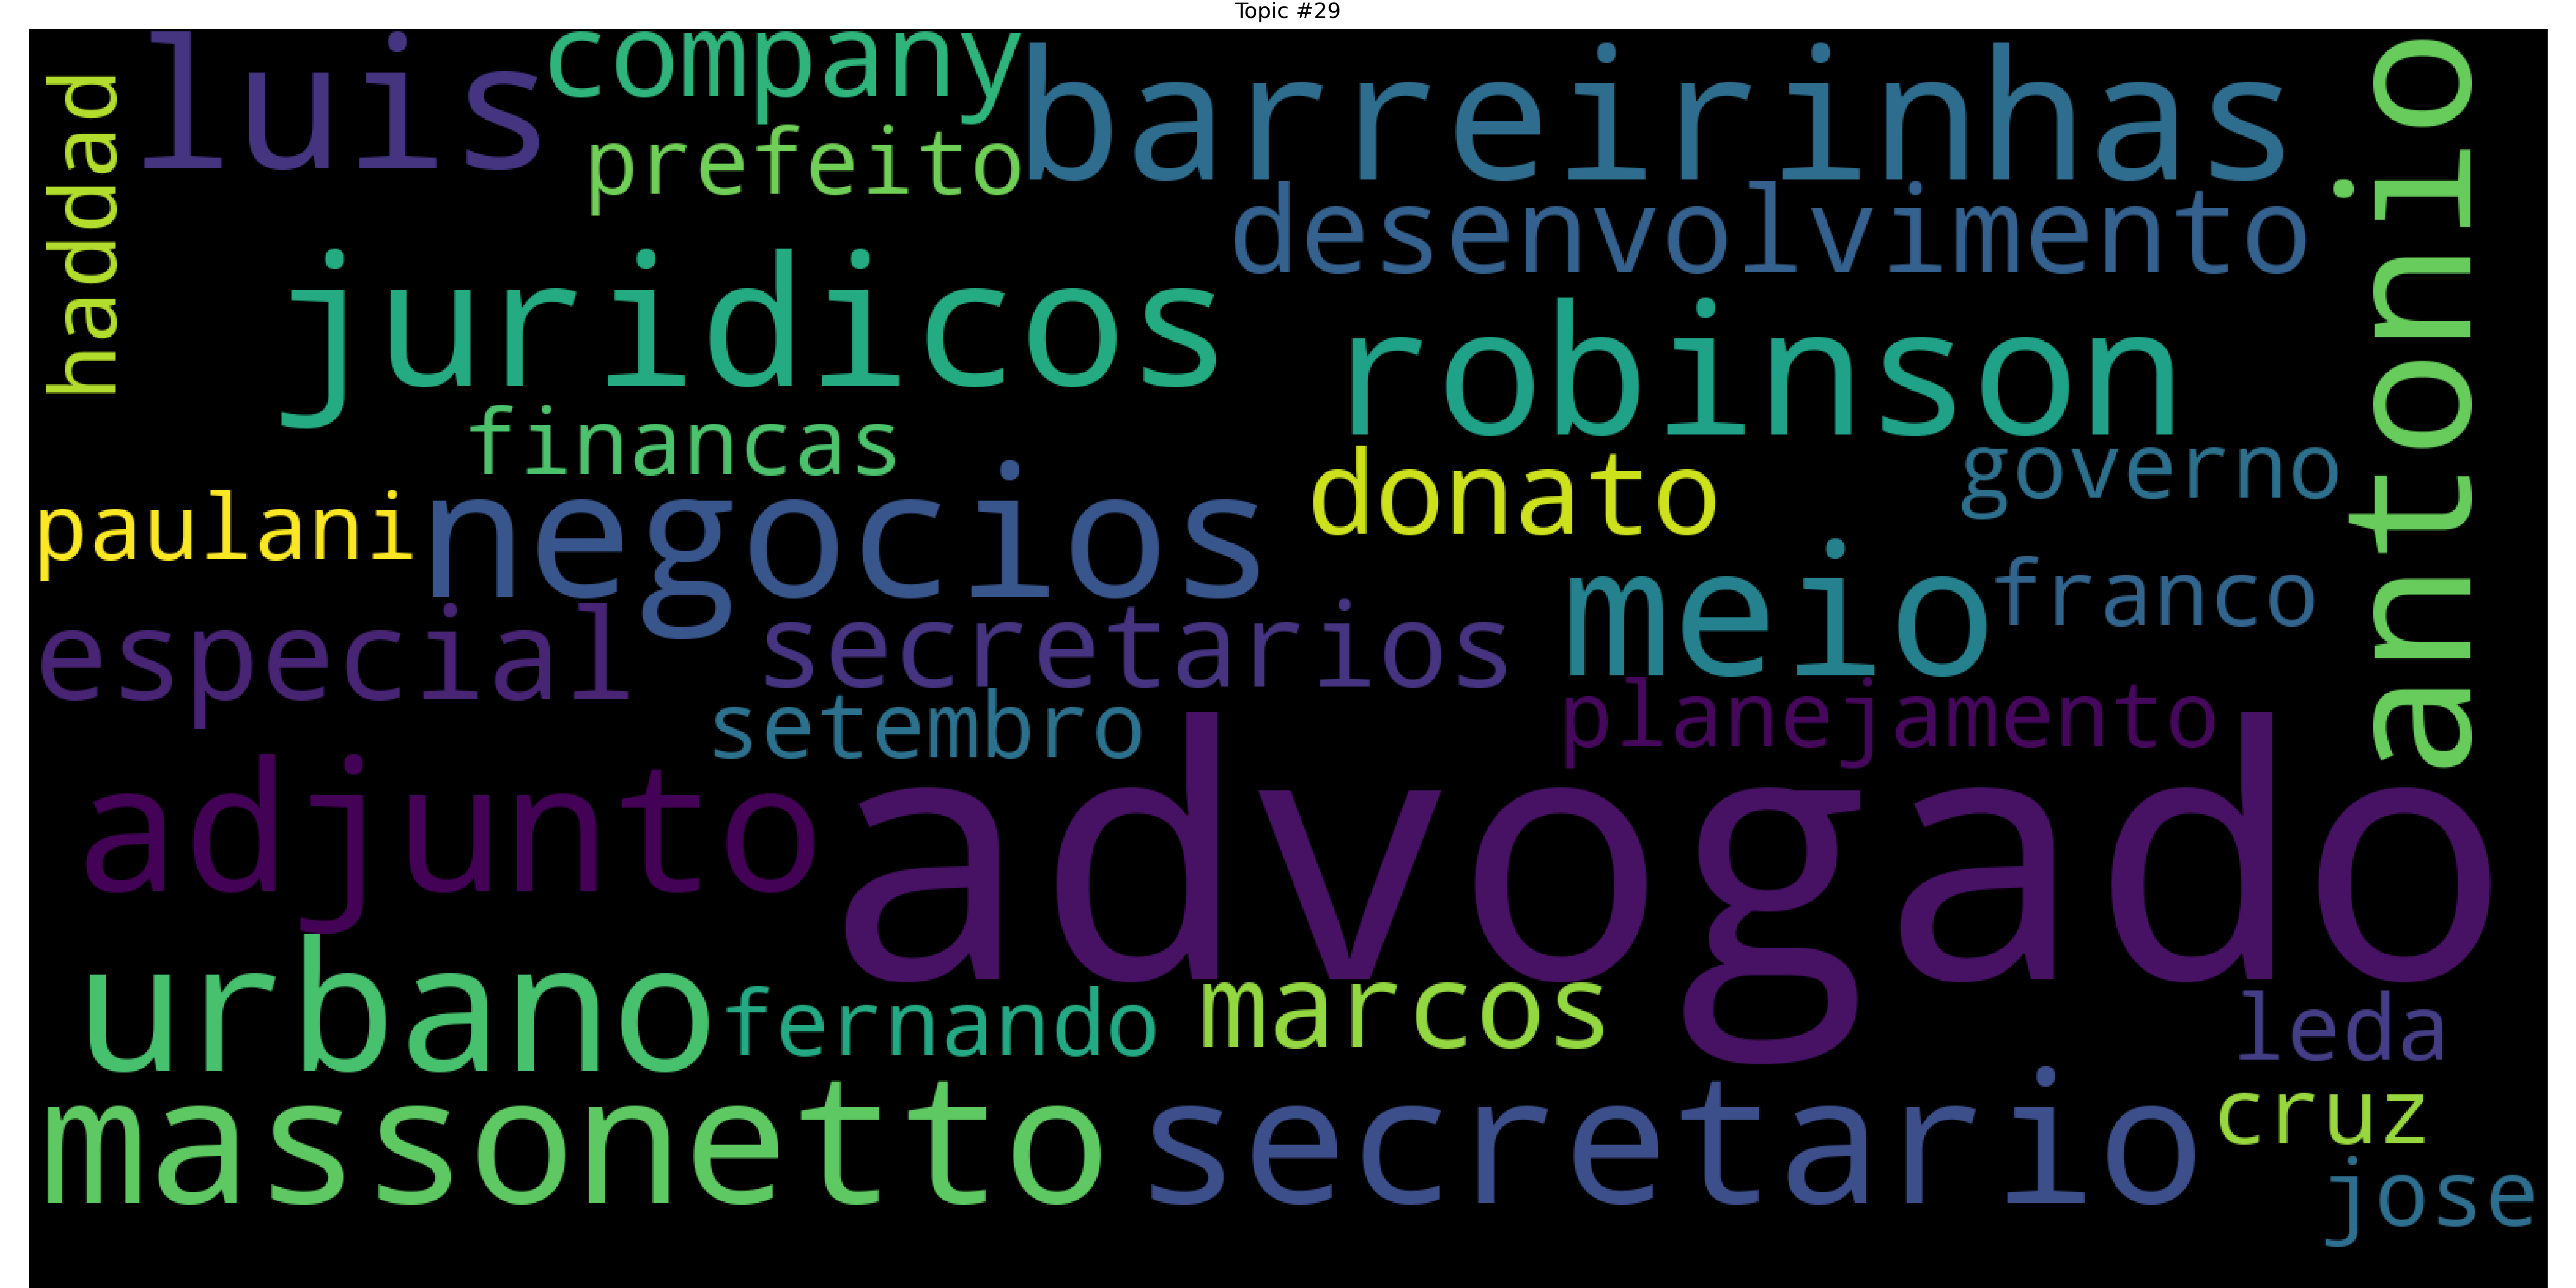 Topic #29
haddad
luis
company
prefeito
barreirinhas
desenvolvimento
antonio
juridicos
robinson
financas
donato
governo
paulani
negocios
meio
franco
especial
secretarios
setembro
planejamento
adjunto
advogado
urbano
fernando
marcos
leda
massonetto
secretario
cruz
jose